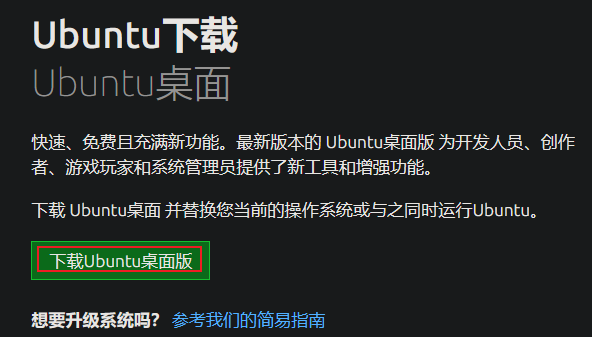 Ubuntu下载
Ubuntu桌面
快速、免费且充满新功能。最新版本的 Ubuntu桌面版 为开发人员、创作
者、游戏玩家和系统管理员提供了新工具和增强功能。
下载 Ubuntu桌面 并替换您当前的操作系统或与之同时运行Ubuntu。
下载Ubuntu桌面版
想要升级系统吗? 参考我们的简易指南